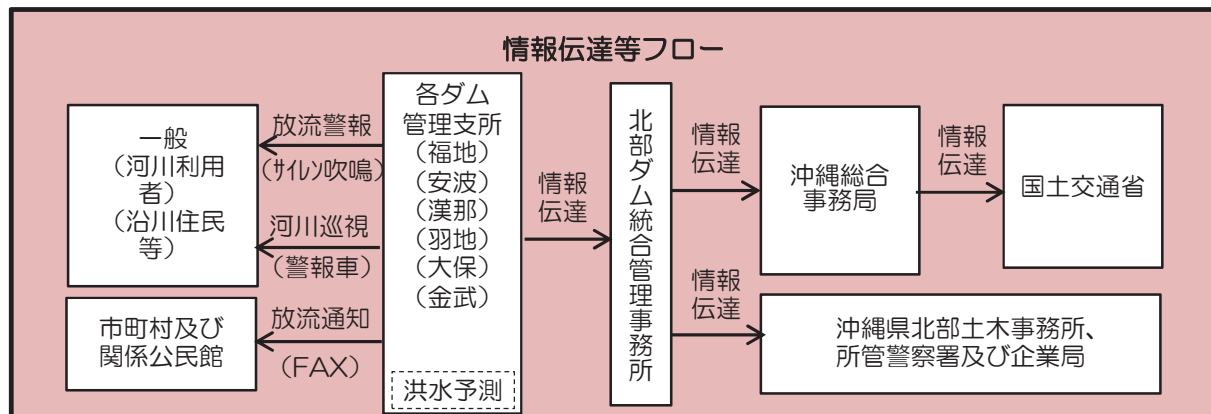 情報伝達等フロー
一般
（河川利用
者）
（沿川住民
等）
市町村及び
関係公民館
放流警報
（ｻｲﾚﾝ吹鳴）
河川巡視
（警報車）
放流通知
（FAX）
各ダム
管理支所
（福地）
（安波）
（漢那）
（羽地）
（大保）
（金武）
洪水予測
情報
伝達
北部ダム統合管理事務所
情報
伝達
沖縄総合
事務局
情報
伝達
国土交通省
情報
伝達
沖縄県北部土木事務所、
所管警察署及び企業局